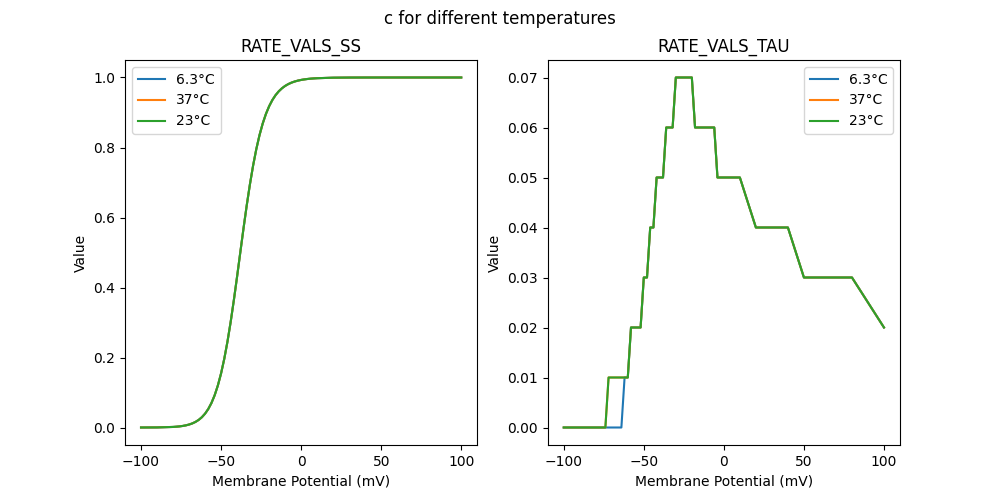 c for different temperatures
RATE_VALS_SS
1.0
0.8
0.6
0.4
0.2
0.0
Value
−100
−50
0
50
100
Membrane Potential (mV)
6.3°C
37°C
23°C
RATE_VALS_TAU
0.07
0.06
0.05
0.04
0.03
0.02
0.01
0.00
Value
−100
−50
0
50
100
Membrane Potential (mV)
6.3°C
37°C
23°C